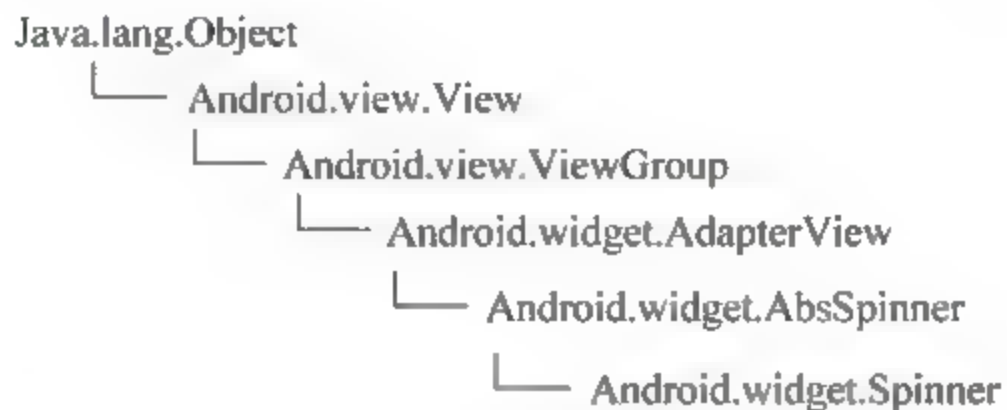 Java.lang.Object
Android.view.View
Android.view.ViewGroup
Android.widget.AdapterView
Android.widget.AbsSpinner
Android.widget.Spinner